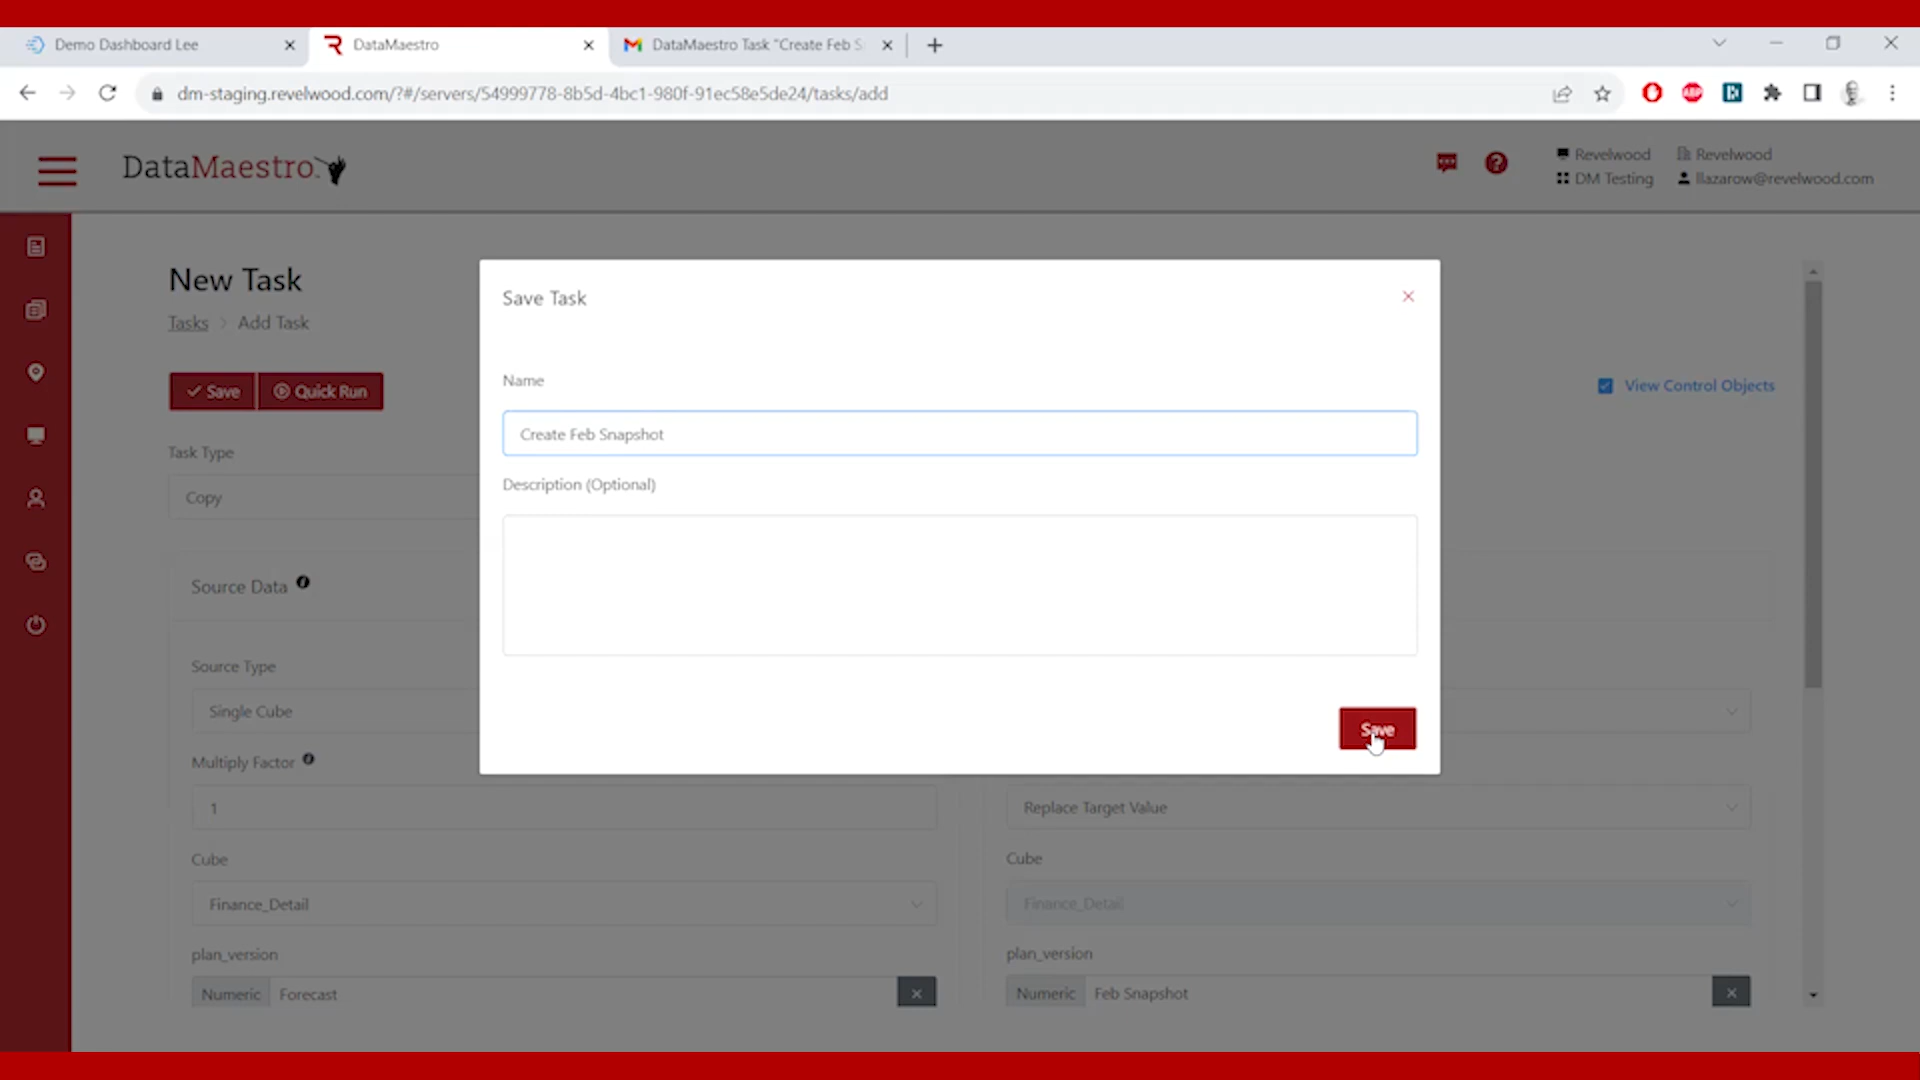 Demo Dashboard Lee
DataMaestro
DataMaestro Task "Create Feb S
dm-staging.revelwood.com/?#/servers/54999778-8b5d-4bc1-980f-91ec58e5de24/tasks/add
DataMaestro
Revelwood
Revelwood
DM Testing
llazarow@revelwood.com
New Task
Tasks > Add Task
Save
Quick Run
View Control Objects
Task Type
Copy
Source Data
Source Type
Single Cube
Multiply Factor
1
Replace Target Value
Cube
Cube
Finance_Detail
Finance_Detail
plan_version
plan_version
Numeric Forecast
Numeric Feb Snapshot
Save Task
Name
Create Feb Snapshot
Description (Optional)
Save